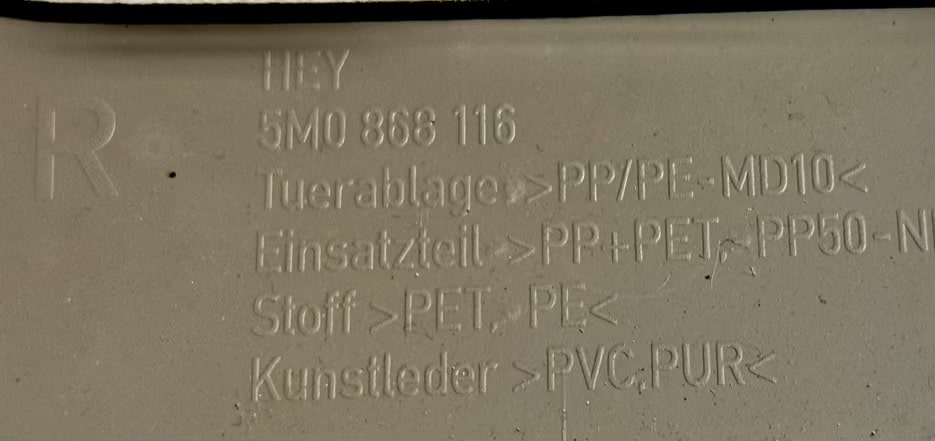 HEY
R
5M0 868 116
Tuerablage >PP/PE-MD10<
Einsatzteil >PP+PET, PP50-
Stoff >PET, PE<
Kunstleder >PVC,PUR<